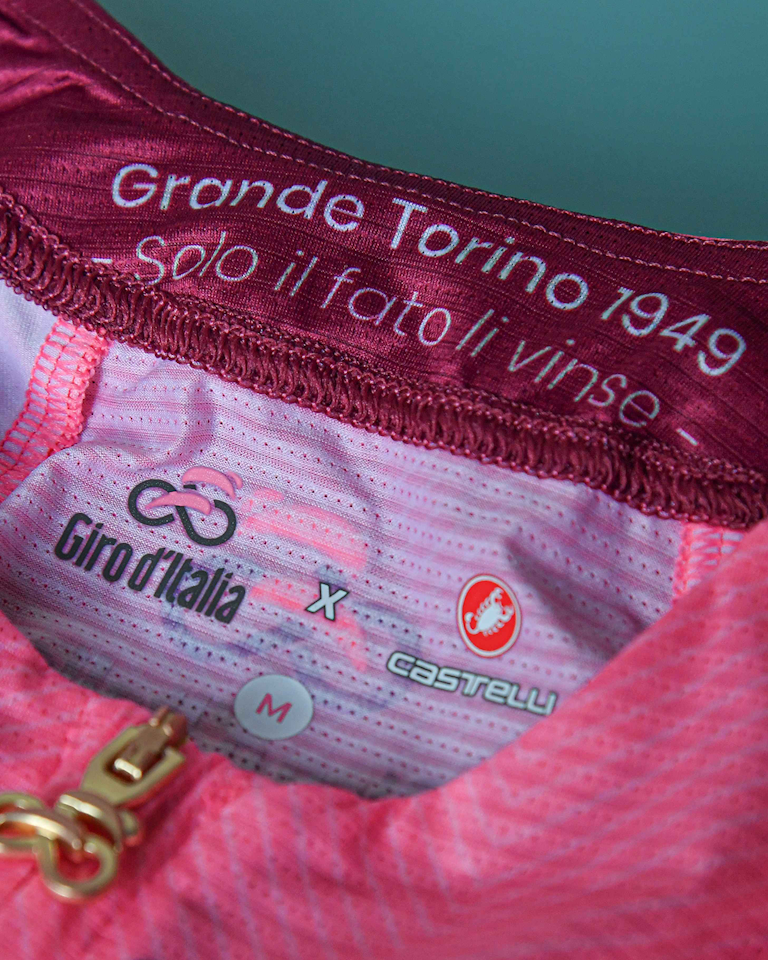 Grande Torino 1949
- Solo il fato li vinse -
Giro d'Italia
x
CASTELLI
M